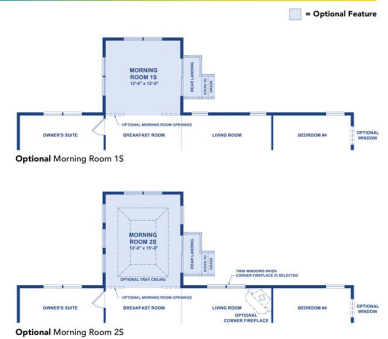 = Optional Feature
MORNING
ROOM 1S
12'-0" x 12'-0"
REAR LANDING
STEPS TO
GRADE
OPTIONAL MORNING ROOM OPENINGS
OWNER'S SUITE
BREAKFAST ROOM
LIVING ROOM
BEDROOM #4
OPTIONAL
WINDOW
Optional Morning Room 1S
MORNING
ROOM 2S
12'-0" x 15'-0"
OPTIONAL TRAY CEILING
REAR LANDING
STEPS TO
GRADE
TWIN WINDOWS WHEN
CORNER FIREPLACE IS SELECTED
OPTIONAL MORNING ROOM OPENINGS
OWNER'S SUITE
BREAKFAST ROOM
LIVING ROOM
OPTIONAL
CORNER FIREPLACE
BEDROOM #4
OPTIONAL
WINDOW
Optional Morning Room 2S